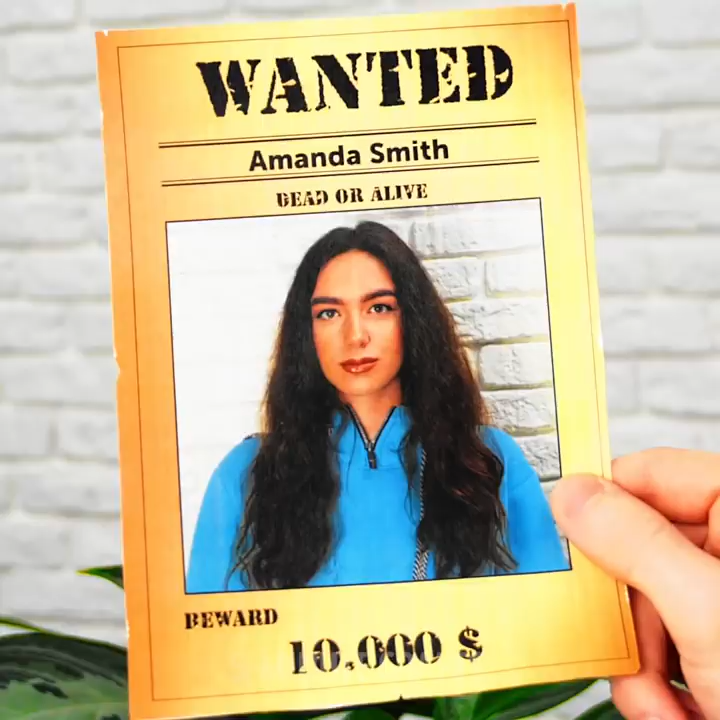 WANTED
Amanda Smith
DEAD OR ALIVE
REWARD
10.000 $